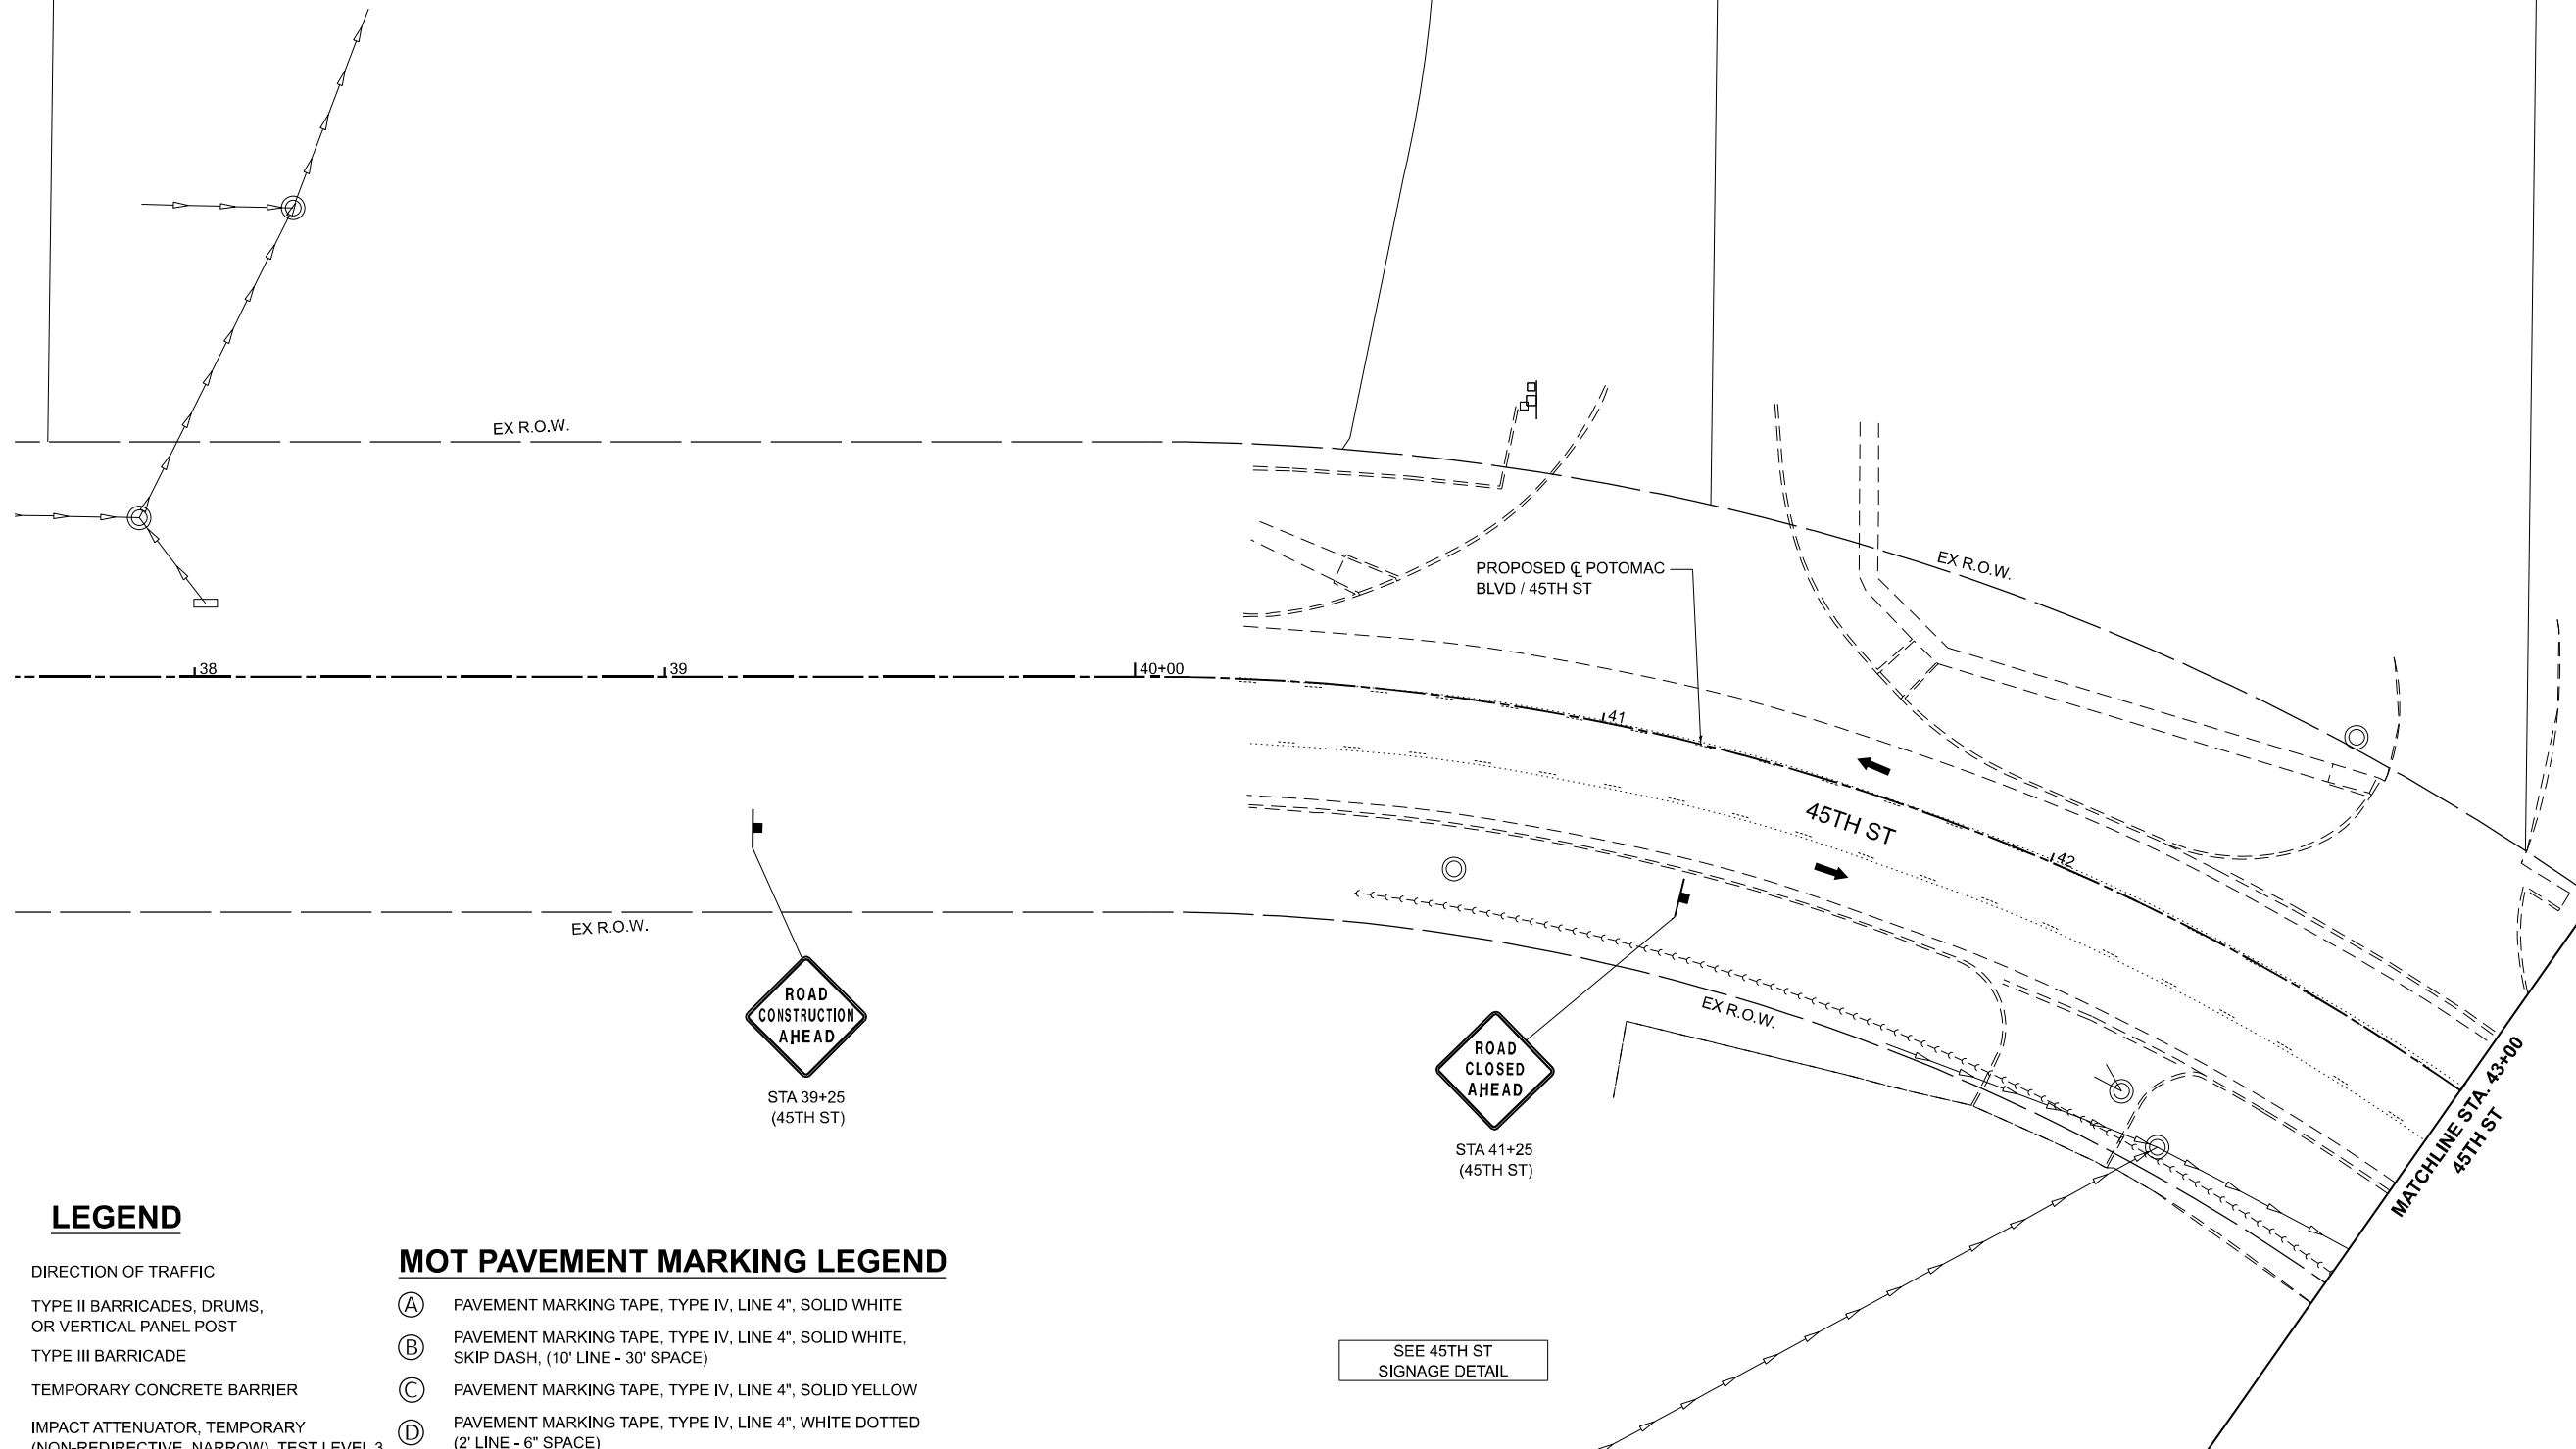 EX R.O.W.
PROPOSED ℄ POTOMAC
BLVD / 45TH ST
EX R.O.W.
38
39
40+00
41
42
45TH ST
EX R.O.W.
EX R.O.W.
ROAD
CONSTRUCTION
AHEAD
STA 39+25
(45TH ST)
ROAD
CLOSED
AHEAD
STA 41+25
(45TH ST)
MATCHLINE STA. 43+00
45TH ST
LEGEND
DIRECTION OF TRAFFIC
TYPE II BARRICADES, DRUMS,
OR VERTICAL PANEL POST
TYPE III BARRICADE
TEMPORARY CONCRETE BARRIER
IMPACT ATTENUATOR, TEMPORARY
(NON-REDIRECTIVE, NARROW), TEST LEVEL 3
MOT PAVEMENT MARKING LEGEND
A PAVEMENT MARKING TAPE, TYPE IV, LINE 4", SOLID WHITE
B PAVEMENT MARKING TAPE, TYPE IV, LINE 4", SOLID WHITE,
SKIP DASH, (10' LINE - 30' SPACE)
C PAVEMENT MARKING TAPE, TYPE IV, LINE 4", SOLID YELLOW
D PAVEMENT MARKING TAPE, TYPE IV, LINE 4", WHITE DOTTED
(2' LINE - 6" SPACE)
SEE 45TH ST
SIGNAGE DETAIL